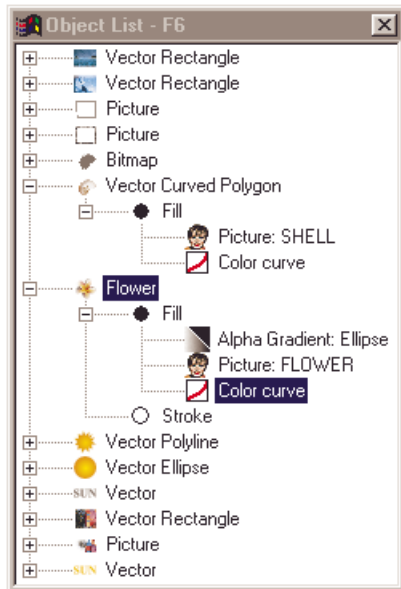 Object List - F6
Vector Rectangle
Vector Rectangle
Picture
Picture
Bitmap
Vector Curved Polygon
Fill
Picture: SHELL
Color curve
Flower
Fill
Alpha Gradient: Ellipse
Picture: FLOWER
Color curve
Stroke
Vector Polyline
Vector Ellipse
SUN Vector
Vector Rectangle
Picture
SUN Vector